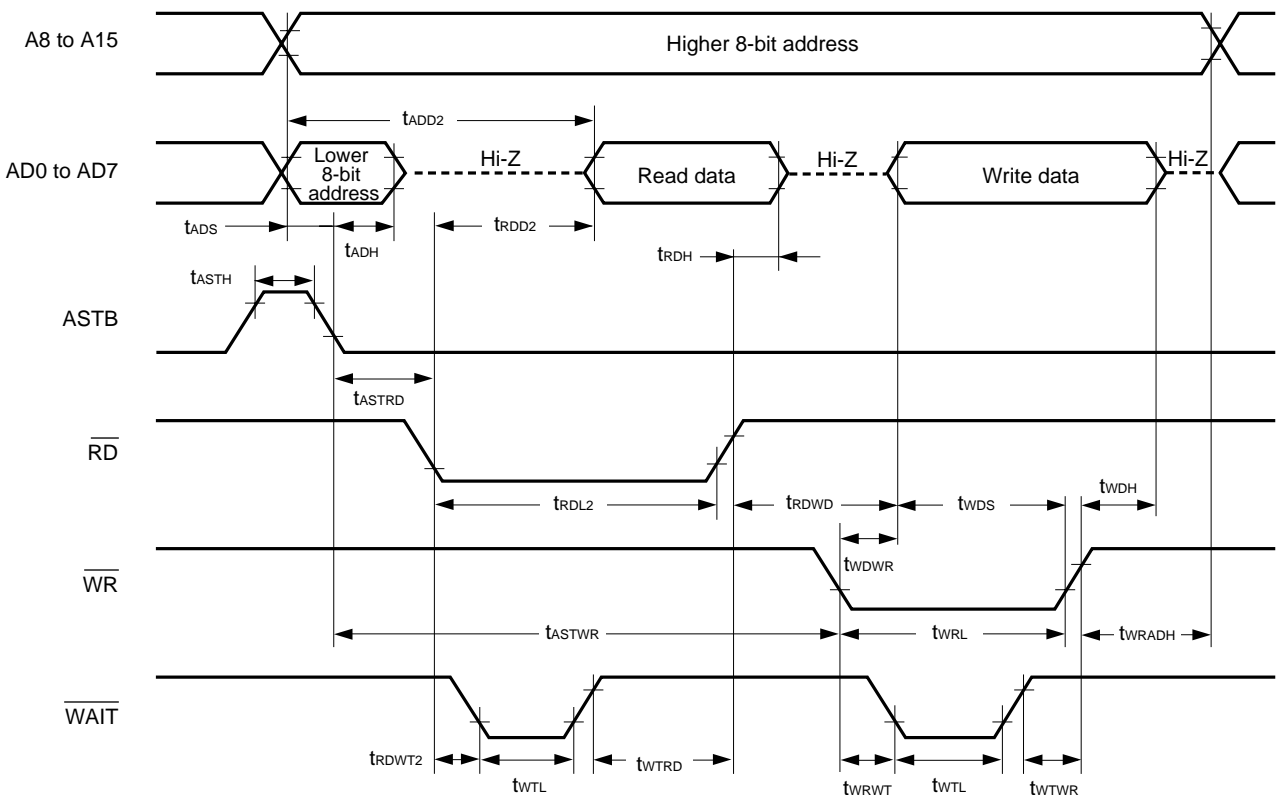 A8 to A15
Higher 8-bit address
tADD2
AD0 to AD7
Lower
8-bit
address
Hi-Z
Read data
Hi-Z
Write data
Hi-Z
tADS
tADH
tRDD2
tRDH
tASTH
ASTB
tASTRD
RD
tRDL2
tRDWD
tWDS
tWDH
tWDWR
WR
tASTWR
tWRL
tWRADH
WAIT
tRDWT2
tWTL
tWTRD
tWRWT
tWTL
tWTWR